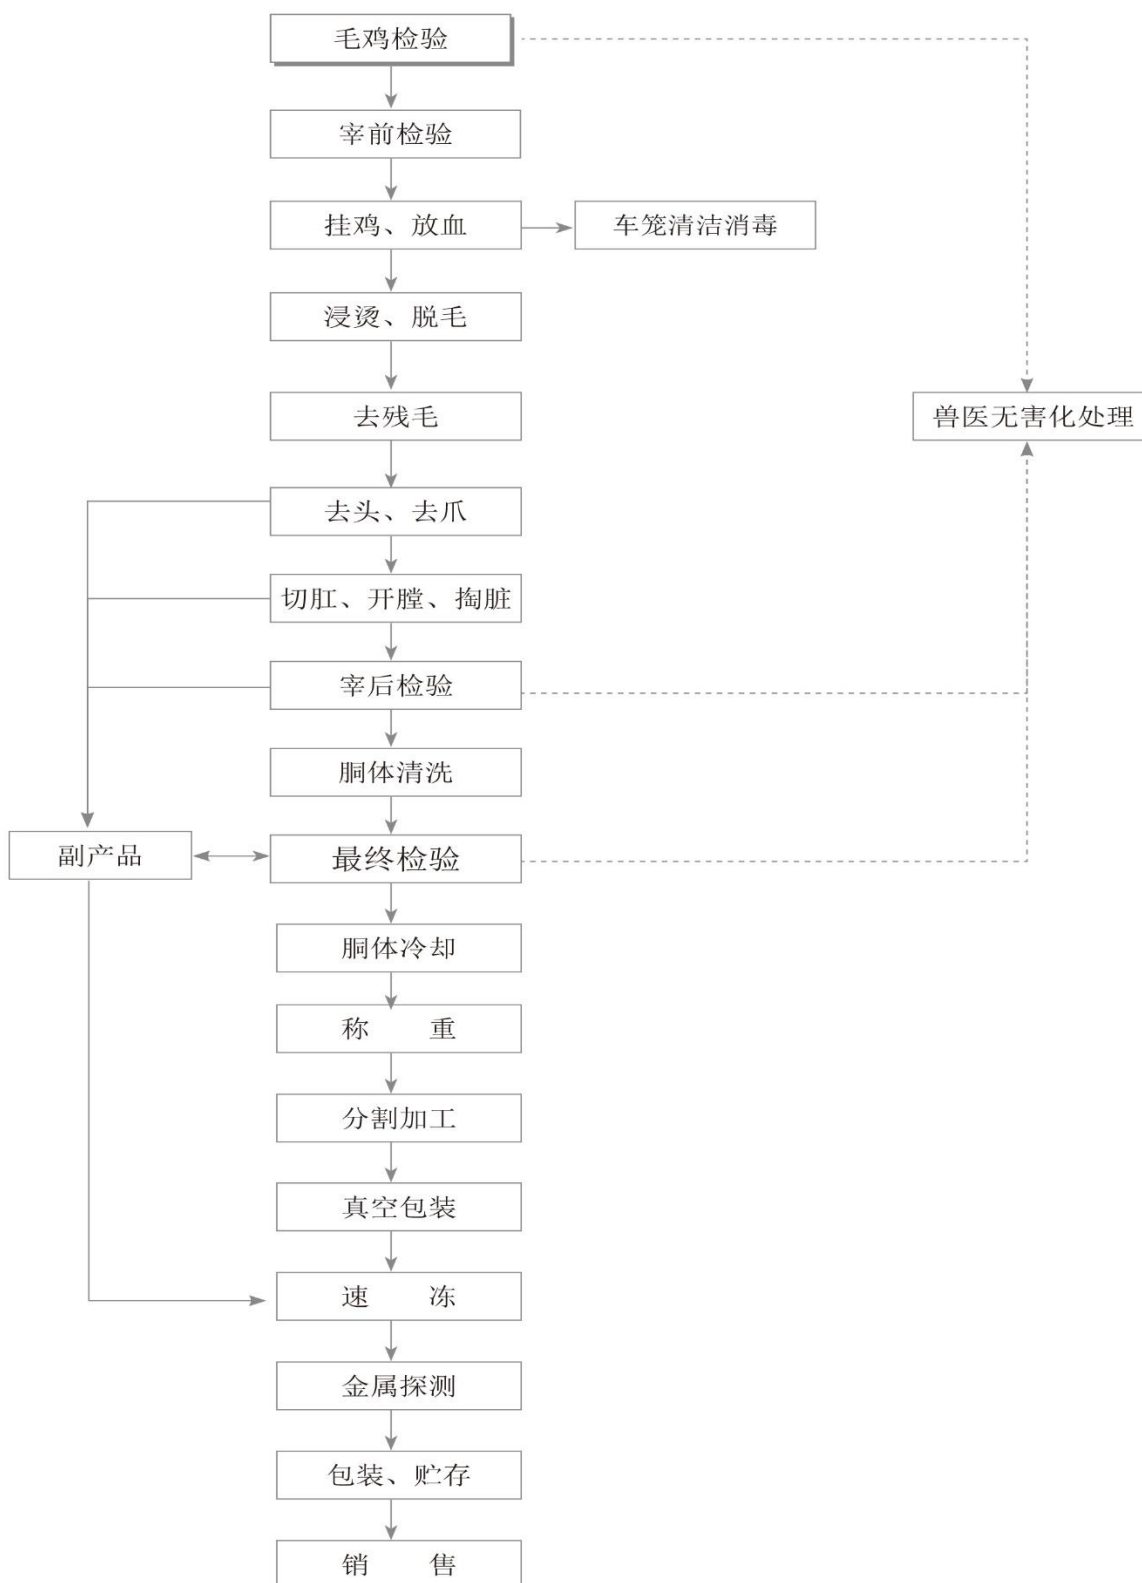 毛鸡检验
宰前检验
挂鸡、放血
车笼清洁消毒
浸烫、脱毛
去残毛
兽医无害化处理
去头、去爪
切肛、开膛、掏脏
宰后检验
胴体清洗
副产品
最终检验
胴体冷却
称 重
分割加工
真空包装
速 冻
金属探测
包装、贮存
销 售